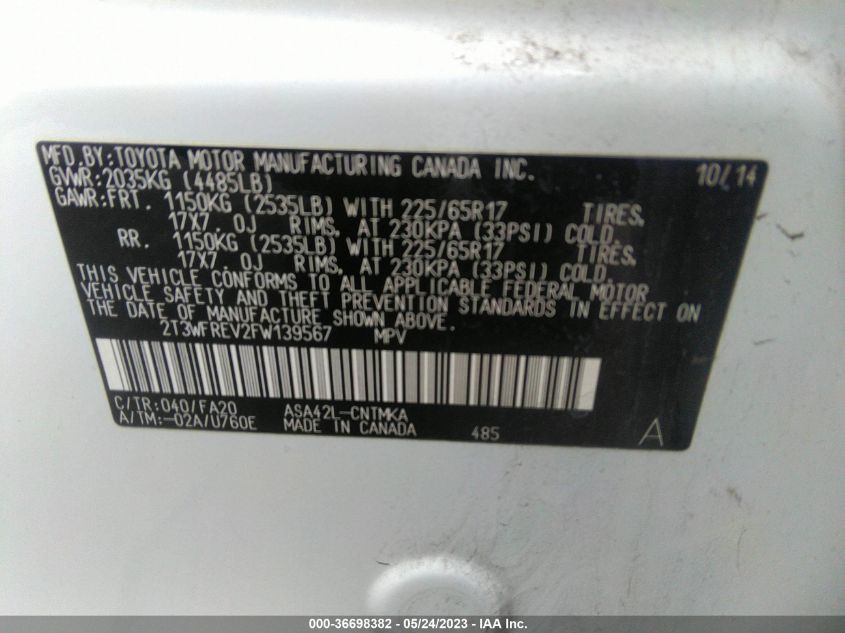 MFD.BY:TOYOTA MOTOR MANUFACTURING CANADA INC. 10/14
GVWR:2035KG (4485LB)
GAWR:FRT. 1150KG (2535LB) WITH 225/65R17 TIRES,
17X7.0J RIMS, AT 230KPA (33PSI) COLD,
RR. 1150KG (2535LB) WITH 225/65R17 TIRES,
17X7.0J RIMS, AT 230KPA (33PSI) COLD.
THIS VEHICLE CONFORMS TO ALL APPLICABLE FEDERAL MOTOR
VEHICLE SAFETY AND THEFT PREVENTION STANDARDS IN EFFECT ON
THE DATE OF MANUFACTURE SHOWN ABOVE.
2T3WFREV2FW139567 MPV
C/TR:040/FA20 ASA42L-CNTMKA
A/TM:-02A/U760E MADE IN CANADA 485 A
000-36698382 - 05/24/2023 - IAA Inc.